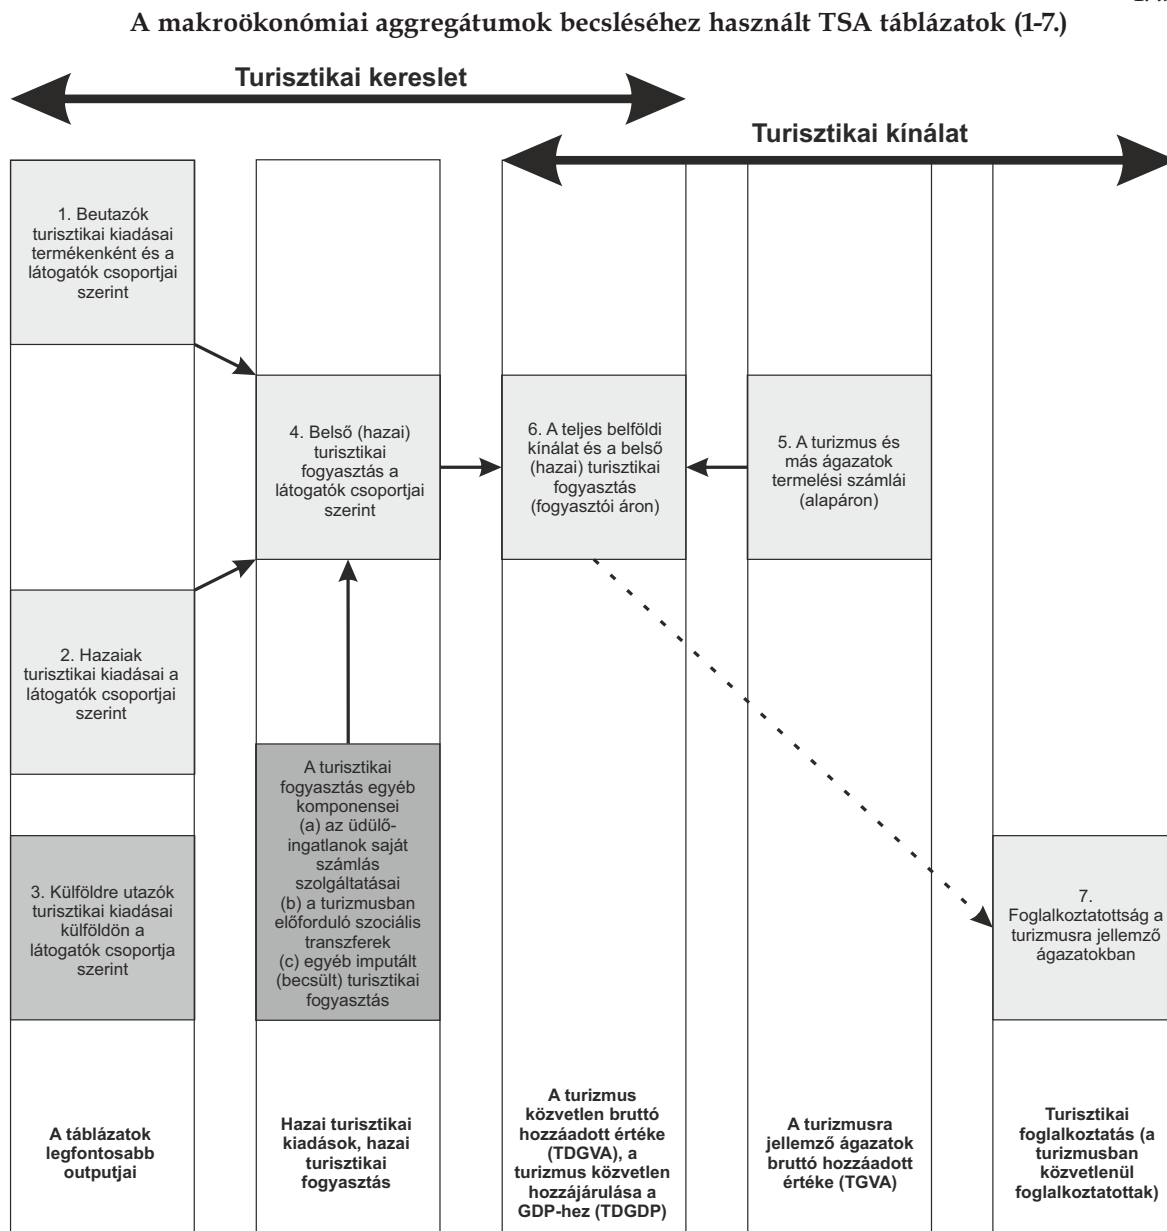 A makroökonómiai aggregátumok becsléséhez használt TSA táblázatok (1-7.)
Turisztikai kereslet
Turisztikai kínálat
1. Beutazók
turisztikai kiadásai
termékenként és a
látogatók csoportjai
szerint
4. Belső (hazai)
turisztikai
fogyasztás a
látogatók csoportjai
szerint
6. A teljes belföldi
kínálat és a belső
(hazai) turisztikai
fogyasztás
(fogyasztói áron)
5. A turizmus és
más ágazatok
termelési számlái
(alapáron)
2. Hazaiak
turisztikai kiadásai a
látogatók csoportjai
szerint
A turisztikai
fogyasztás egyéb
komponensei
(a) az üdülő-
ingatlanok saját
számlás
szolgáltatásai
(b) a turizmusban
előforduló szociális
transzferek
(c) egyéb imputált
(becsült) turisztikai
fogyasztás
3. Külföldre utazók
turisztikai kiadásai
külföldön a
látogatók csoportja
szerint
7.
Foglalkoztatottság a
turizmusra jellemző
ágazatokban
A táblázatok
legfontosabb
outputjai
Hazai turisztikai
kiadások, hazai
turisztikai
fogyasztás
A turizmus
közvetlen bruttó
hozzáadott értéke
(TDGVA), a
turizmus közvetlen
hozzájárulása a
GDP-hez (TDGDP)
A turizmusra
jellemző ágazatok
bruttó hozzáadott
értéke (TGVA)
Turisztikai
foglalkoztatás (a
turizmusban
közvetlenül
foglalkoztatottak)